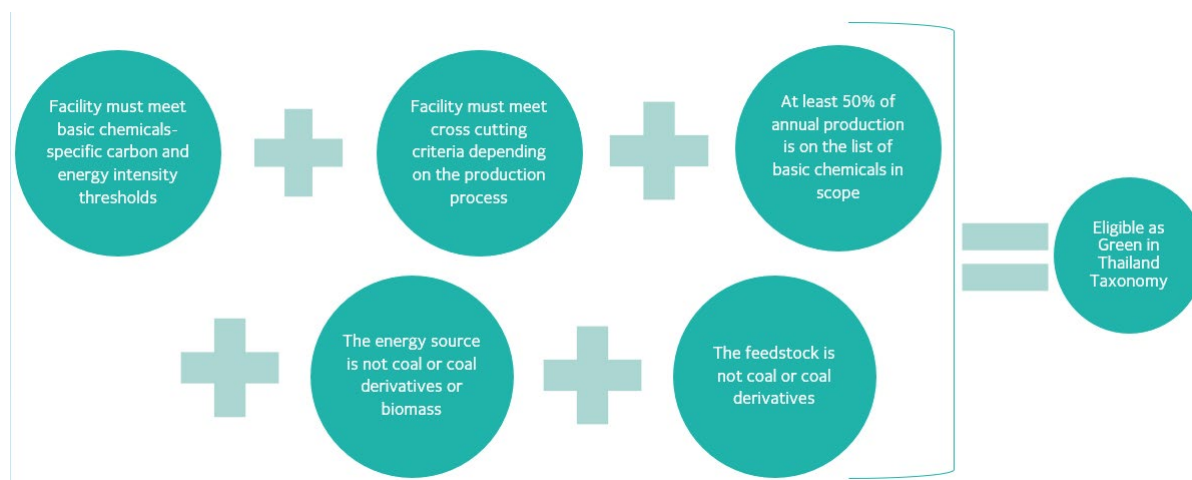 Facility must meet
basic chemicals-
specific carbon and
energy intensity
thresholds
Facility must meet
cross cutting
criteria depending
on the production
process
At least 50% of
annual production
is on the list of
basic chemicals in
scope
The energy source
is not coal or coal
derivatives or
biomass
The feedstock is
not coal or coal
derivatives
Eligible as
Green in
Thailand
Taxonomy